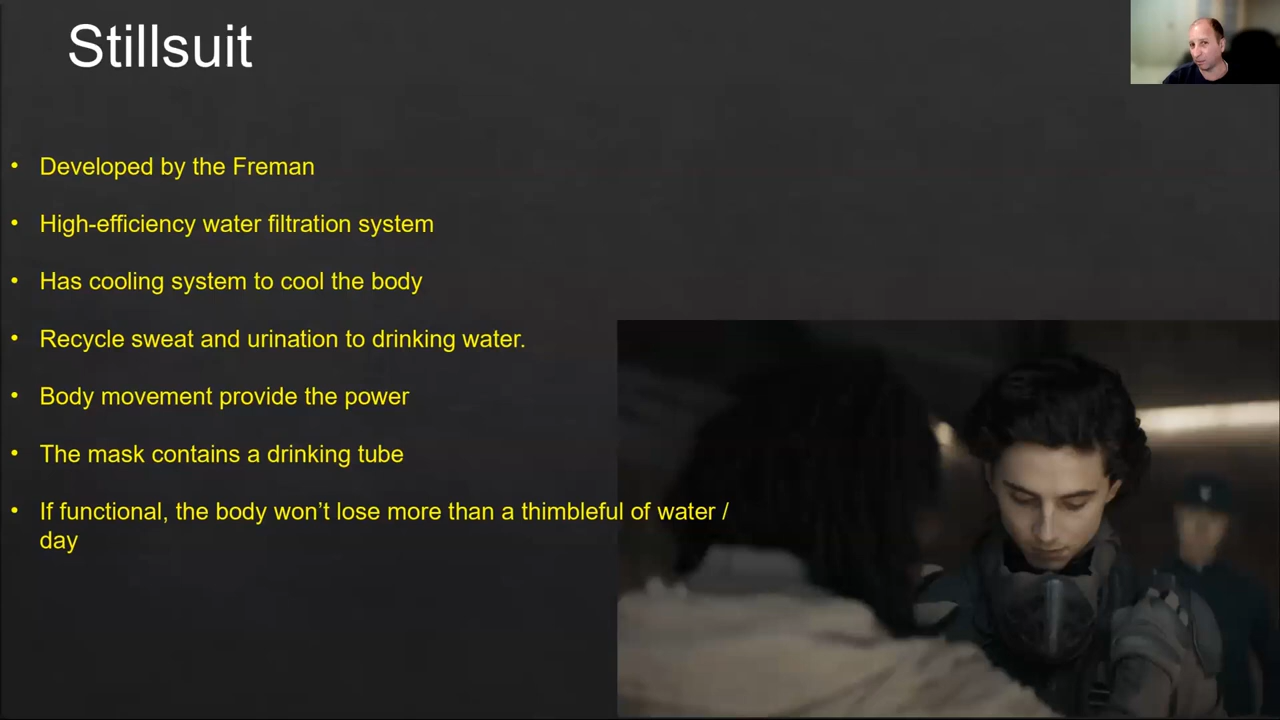 Stillsuit
• Developed by the Freman
• High-efficiency water filtration system
• Has cooling system to cool the body
• Recycle sweat and urination to drinking water.
• Body movement provide the power
• The mask contains a drinking tube
• If functional, the body won’t lose more than a thimbleful of water /
day